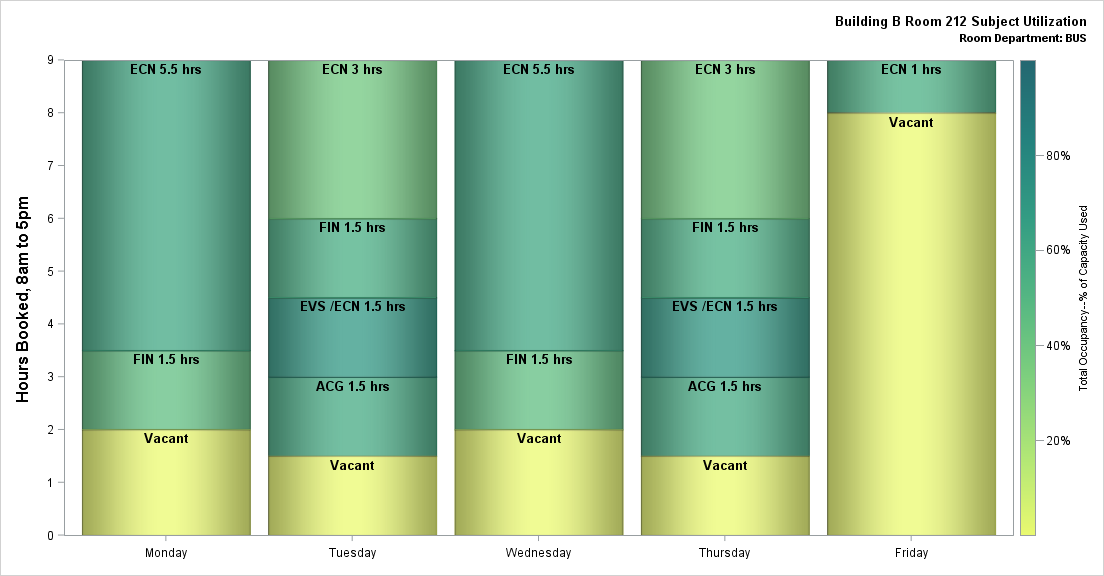 Building B Room 212 Subject Utilization
Room Department: BUS
Hours Booked, 8am to 5pm
9
8
7
6
5
4
3
2
1
0
ECN 5.5 hrs
FIN 1.5 hrs
Vacant
Monday
ECN 3 hrs
FIN 1.5 hrs
EVS /ECN 1.5 hrs
ACG 1.5 hrs
Vacant
Tuesday
ECN 5.5 hrs
FIN 1.5 hrs
Vacant
Wednesday
ECN 3 hrs
FIN 1.5 hrs
EVS /ECN 1.5 hrs
ACG 1.5 hrs
Vacant
Thursday
ECN 1 hrs
Vacant
Friday
80%
60%
40%
20%
Total Occupancy--% of Capacity Used